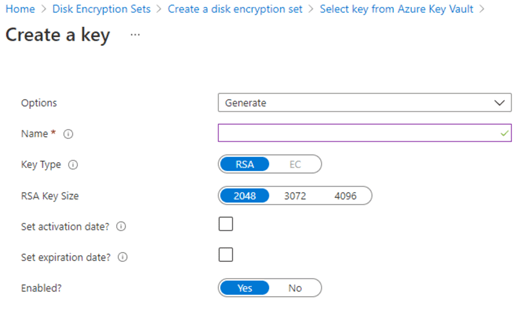 Home > Disk Encryption Sets > Create a disk encryption set > Select key from Azure Key Vault >
Create a key ...
Options Generate
Name *
Key Type RSA EC
RSA Key Size 2048 3072 4096
Set activation date?
Set expiration date?
Enabled? Yes No